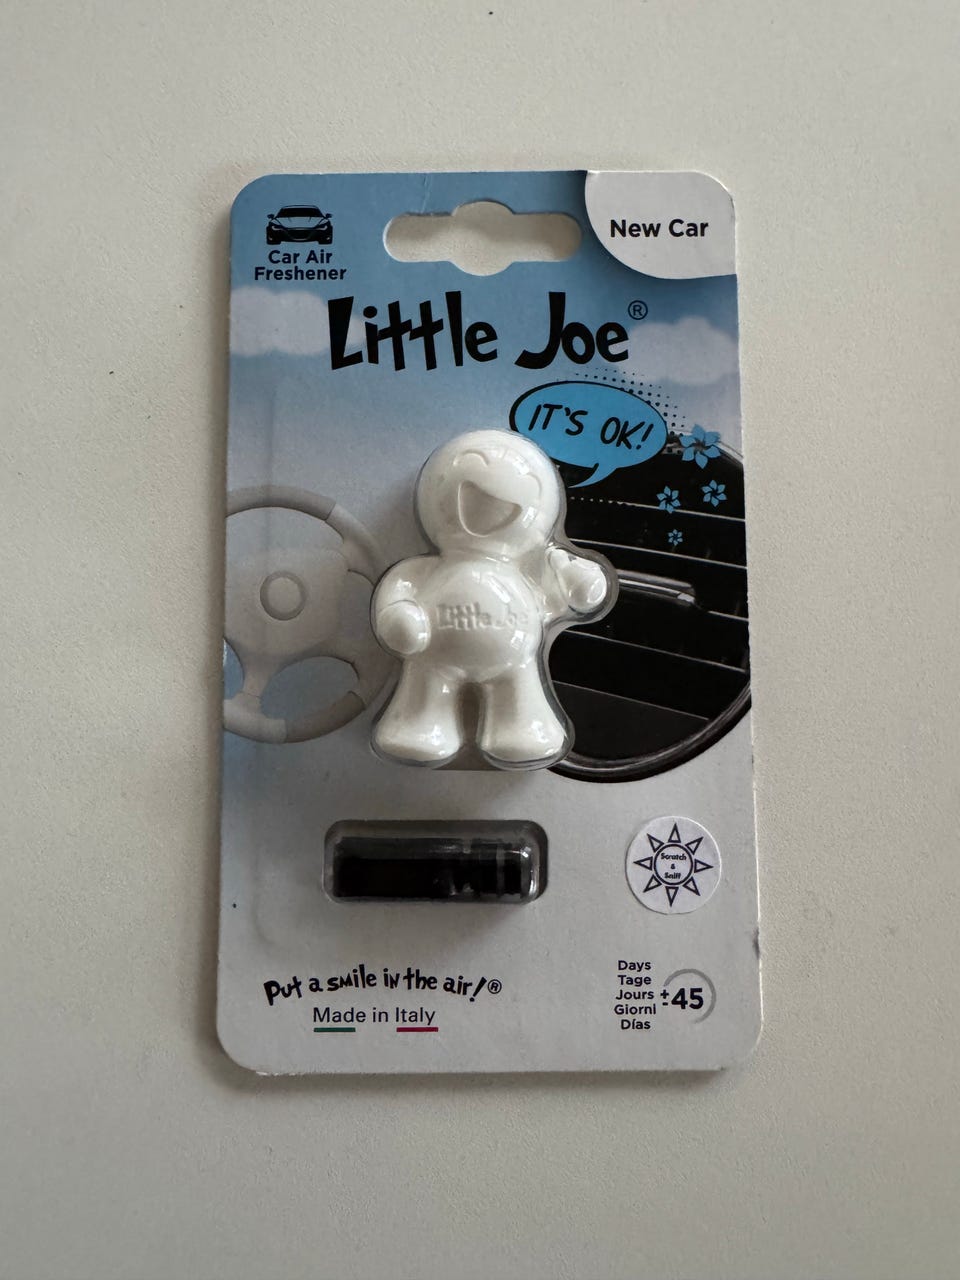 Car Air
Freshener
New Car
Little Joe®
IT'S OK!
Little Joe
Scratch
&
Sniff
Put a smile in the air!®
Made in Italy
Days
Tage
Jours
Giorni
Días
±45